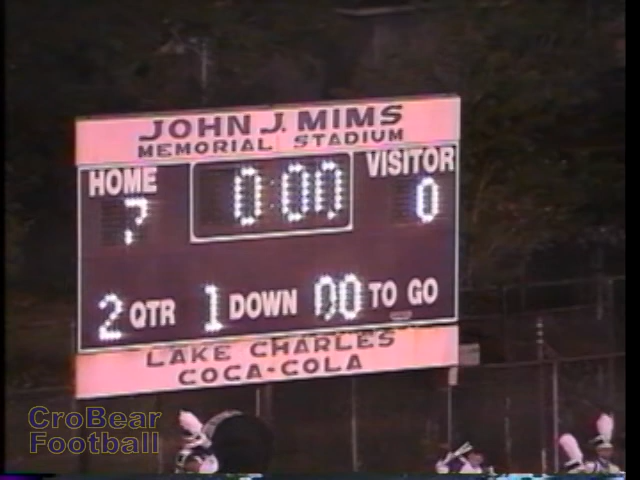 JOHN J. MIMS
MEMORIAL STADIUM
HOME 0:00 VISITOR
7 0
2 QTR 1 DOWN 00 TO GO
LAKE CHARLES
COCA-COLA
CroBear
Football